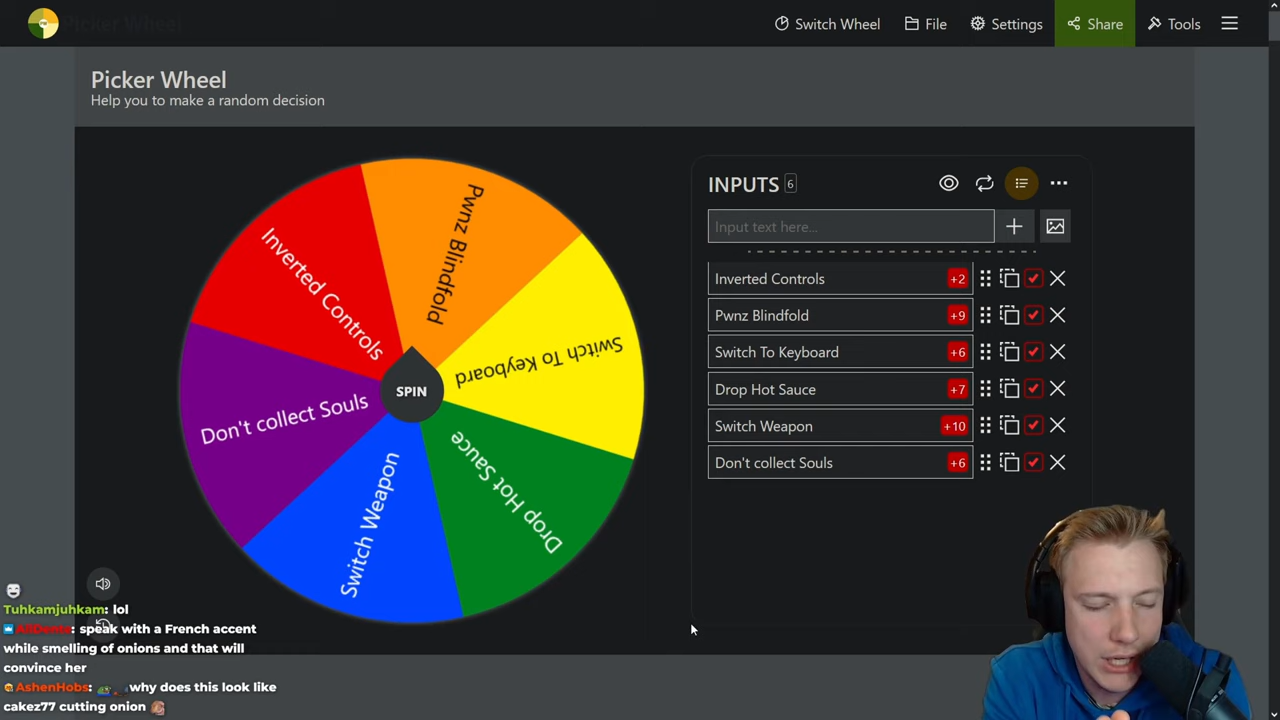 Picker Wheel
Switch Wheel
File
Settings
Share
Tools
Picker Wheel
Help you to make a random decision
Inverted Controls
Pwnz Blindfold
Switch To Keyboard
Drop Hot Sauce
Switch Weapon
Don't collect Souls
SPIN
INPUTS 6
Input text here...
Inverted Controls +2
Pwnz Blindfold +9
Switch To Keyboard +6
Drop Hot Sauce +7
Switch Weapon +10
Don't collect Souls +6
Tuhkamjuhkam: lol
speak with a French accent
while smelling of onions and that will
convince her
AshenHobs: why does this look like
cakez77 cutting onion